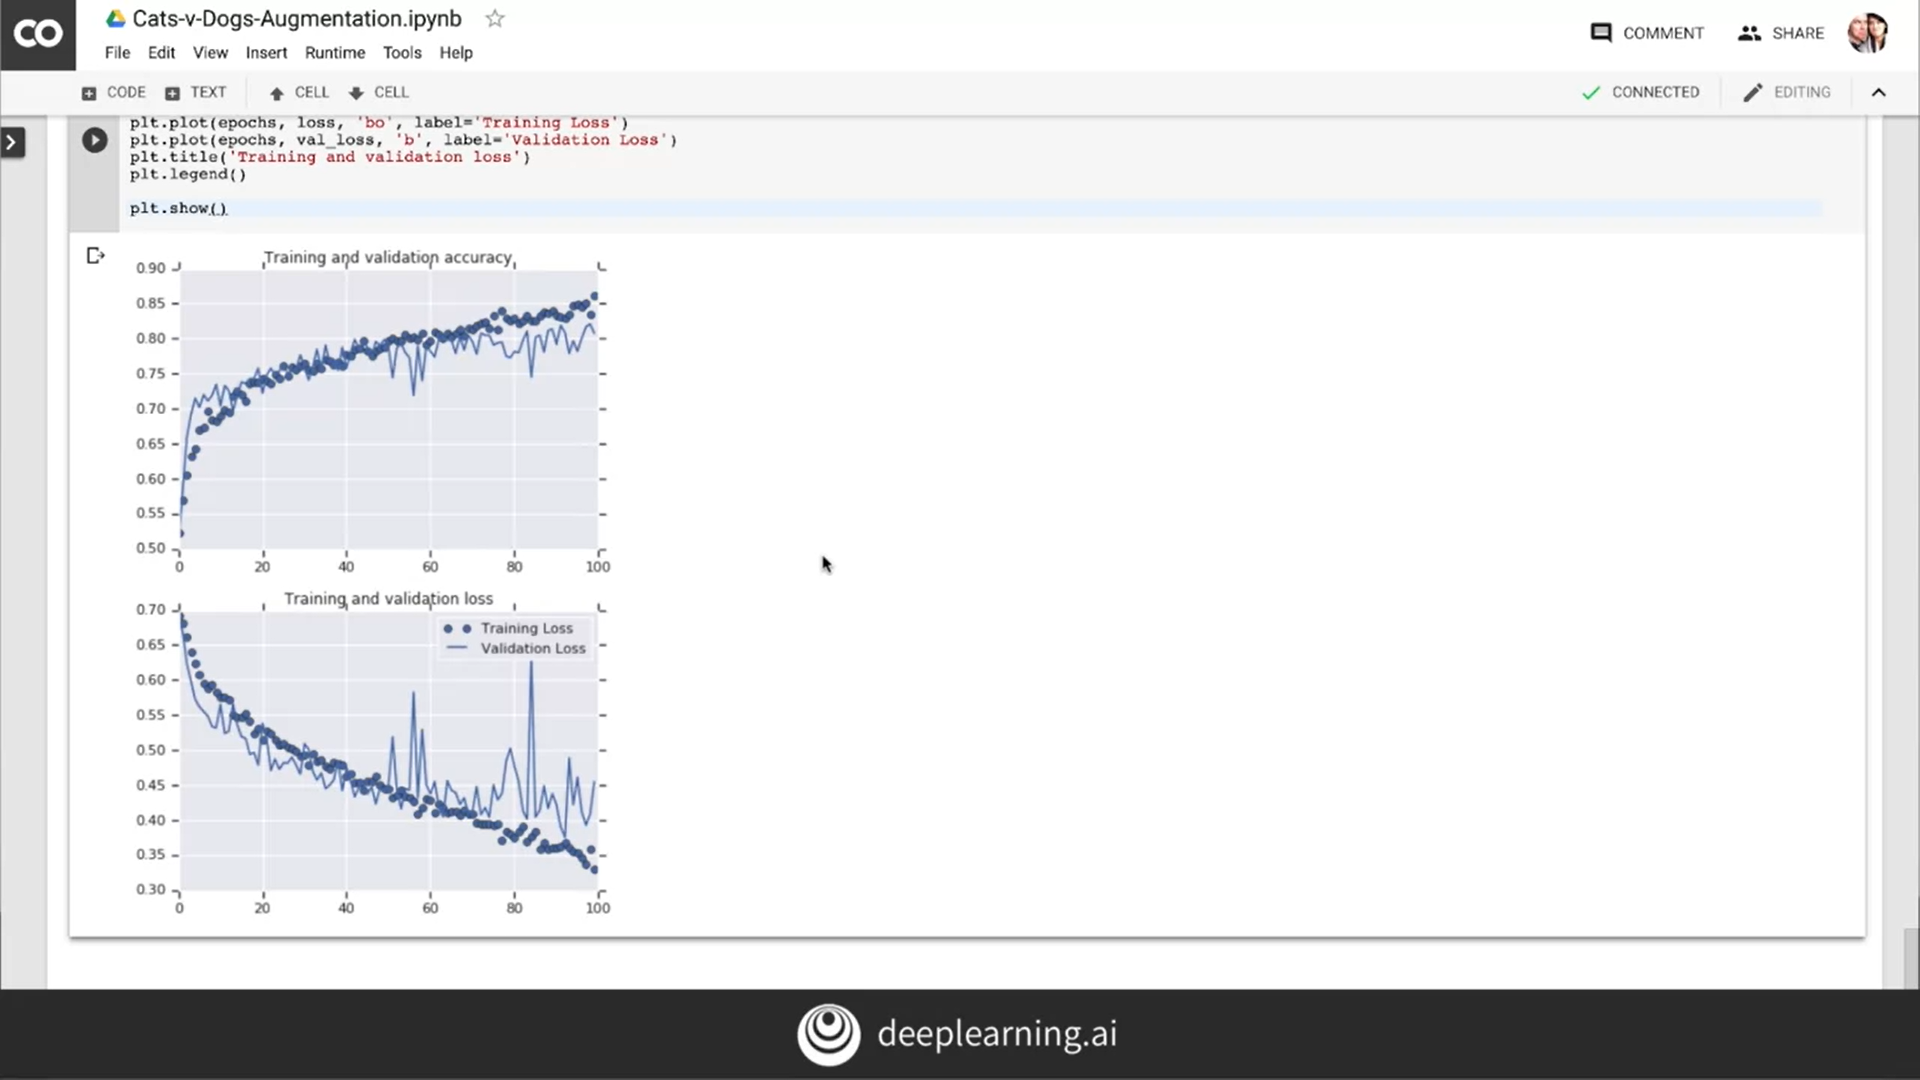 CO
Cats-v-Dogs-Augmentation.ipynb
File Edit View Insert Runtime Tools Help
COMMENT SHARE
CODE TEXT CELL CELL
CONNECTED EDITING
plt.plot(epochs, loss, 'bo', label='Training Loss')
plt.plot(epochs, val_loss, 'b', label='Validation Loss')
plt.title('Training and validation loss')
plt.legend()
plt.show()
Training and validation accuracy
0.90
0.85
0.80
0.75
0.70
0.65
0.60
0.55
0.50
0 20 40 60 80 100
Training and validation loss
0.70
Training Loss
0.65
Validation Loss
0.60
0.55
0.50
0.45
0.40
0.35
0.30
0 20 40 60 80 100
deeplearning.ai